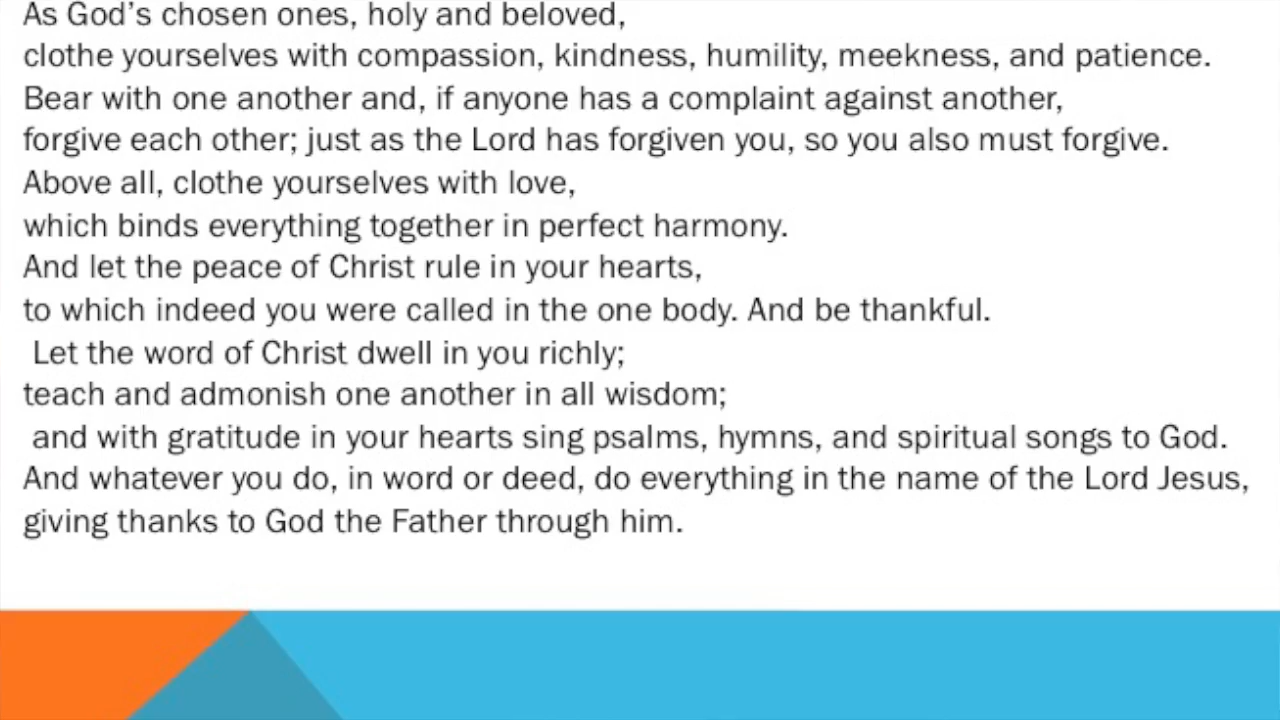 As God’s chosen ones, holy and beloved,
clothe yourselves with compassion, kindness, humility, meekness, and patience.
Bear with one another and, if anyone has a complaint against another,
forgive each other; just as the Lord has forgiven you, so you also must forgive.
Above all, clothe yourselves with love,
which binds everything together in perfect harmony.
And let the peace of Christ rule in your hearts,
to which indeed you were called in the one body. And be thankful.
Let the word of Christ dwell in you richly;
teach and admonish one another in all wisdom;
and with gratitude in your hearts sing psalms, hymns, and spiritual songs to God.
And whatever you do, in word or deed, do everything in the name of the Lord Jesus,
giving thanks to God the Father through him.